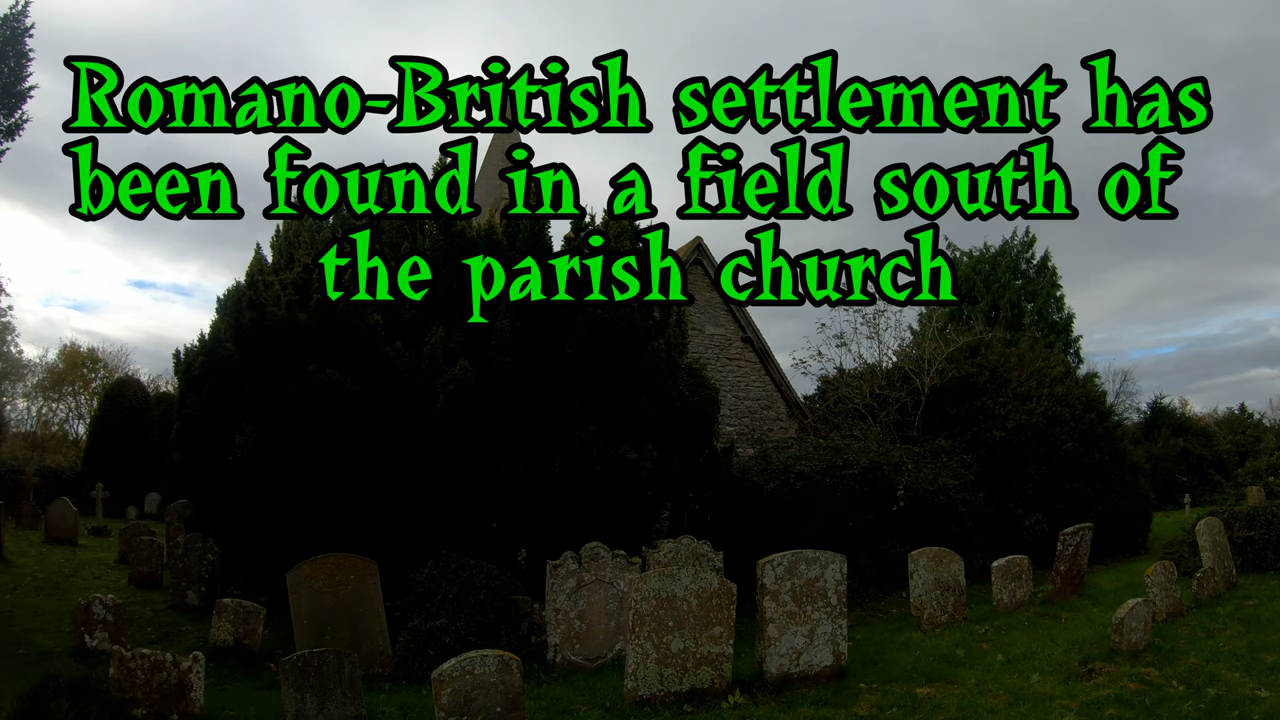 Romano-British settlement has
been found in a field south of
the parish church